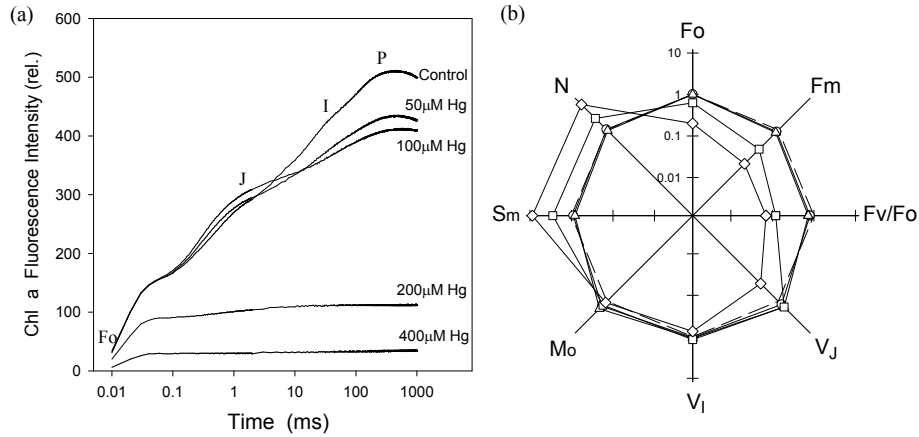 (a)
600
500
400
300
200
100
0
Chl a Fluorescence Intensity (rel.)
Fo
J
I
P
Control
50μM Hg
100μM Hg
200μM Hg
400μM Hg
0.01 0.1 1 10 100 1000
Time (ms)
(b)
Fo
10
1
0.1
0.01
Fm
Fv/Fo
VJ
VI
Mo
Sm
N